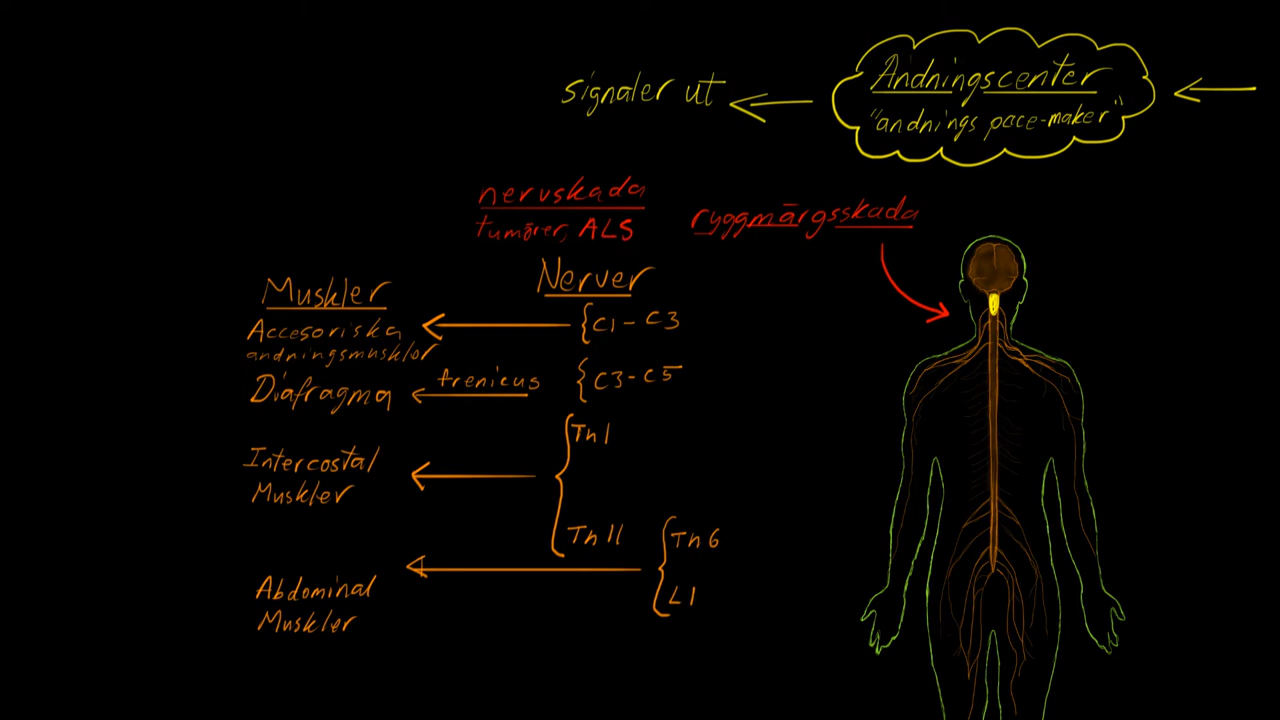 Andningscenter
"andnings pace-maker"
signaler ut
nervskada
tumörer, ALS
ryggmärgsskada
Nerver
Muskler
{C1-C3
Accesoriska
andningsmusklor
{C3-C5
frenicus
Diafragma
Th1
Intercostal
Muskler
Th11
Th6
L1
Abdominal
Muskler